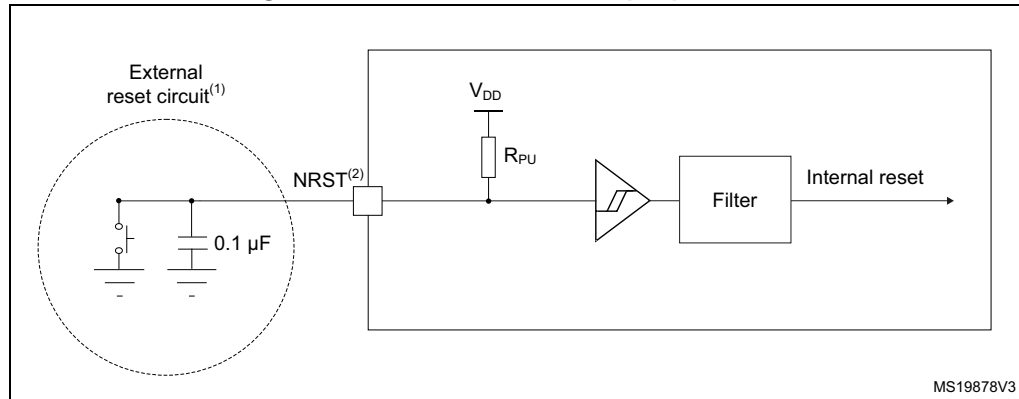 External
reset circuit(1)
VDD
RPU
NRST(2)
Filter
Internal reset
0.1 µF
MS19878V3